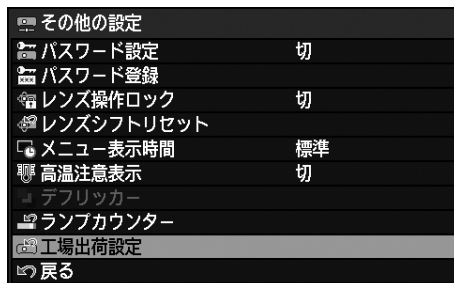 その他の設定
パスワード設定 切
パスワード登録
レンズ操作ロック 切
レンズシフトリセット
メニュー表示時間 標準
高温注意表示 切
デフリッカー
ランプカウンター
工場出荷設定
戻る